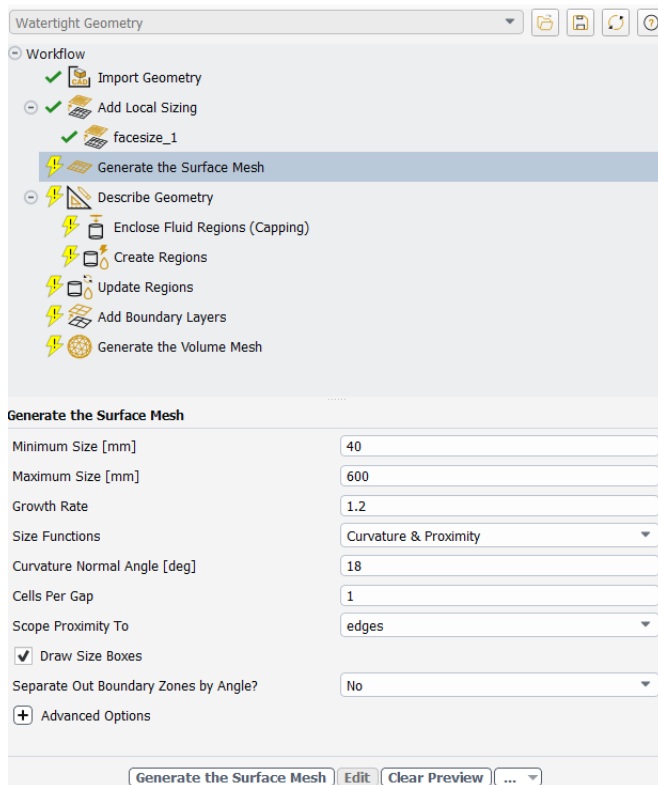 Watertight Geometry
Workflow
Import Geometry
Add Local Sizing
facesize_1
Generate the Surface Mesh
Describe Geometry
Enclose Fluid Regions (Capping)
Create Regions
Update Regions
Add Boundary Layers
Generate the Volume Mesh
Generate the Surface Mesh
Minimum Size [mm] 40
Maximum Size [mm] 600
Growth Rate 1.2
Size Functions Curvature & Proximity
Curvature Normal Angle [deg] 18
Cells Per Gap 1
Scope Proximity To edges
Draw Size Boxes
Separate Out Boundary Zones by Angle? No
Advanced Options
Generate the Surface Mesh Edit Clear Preview ...